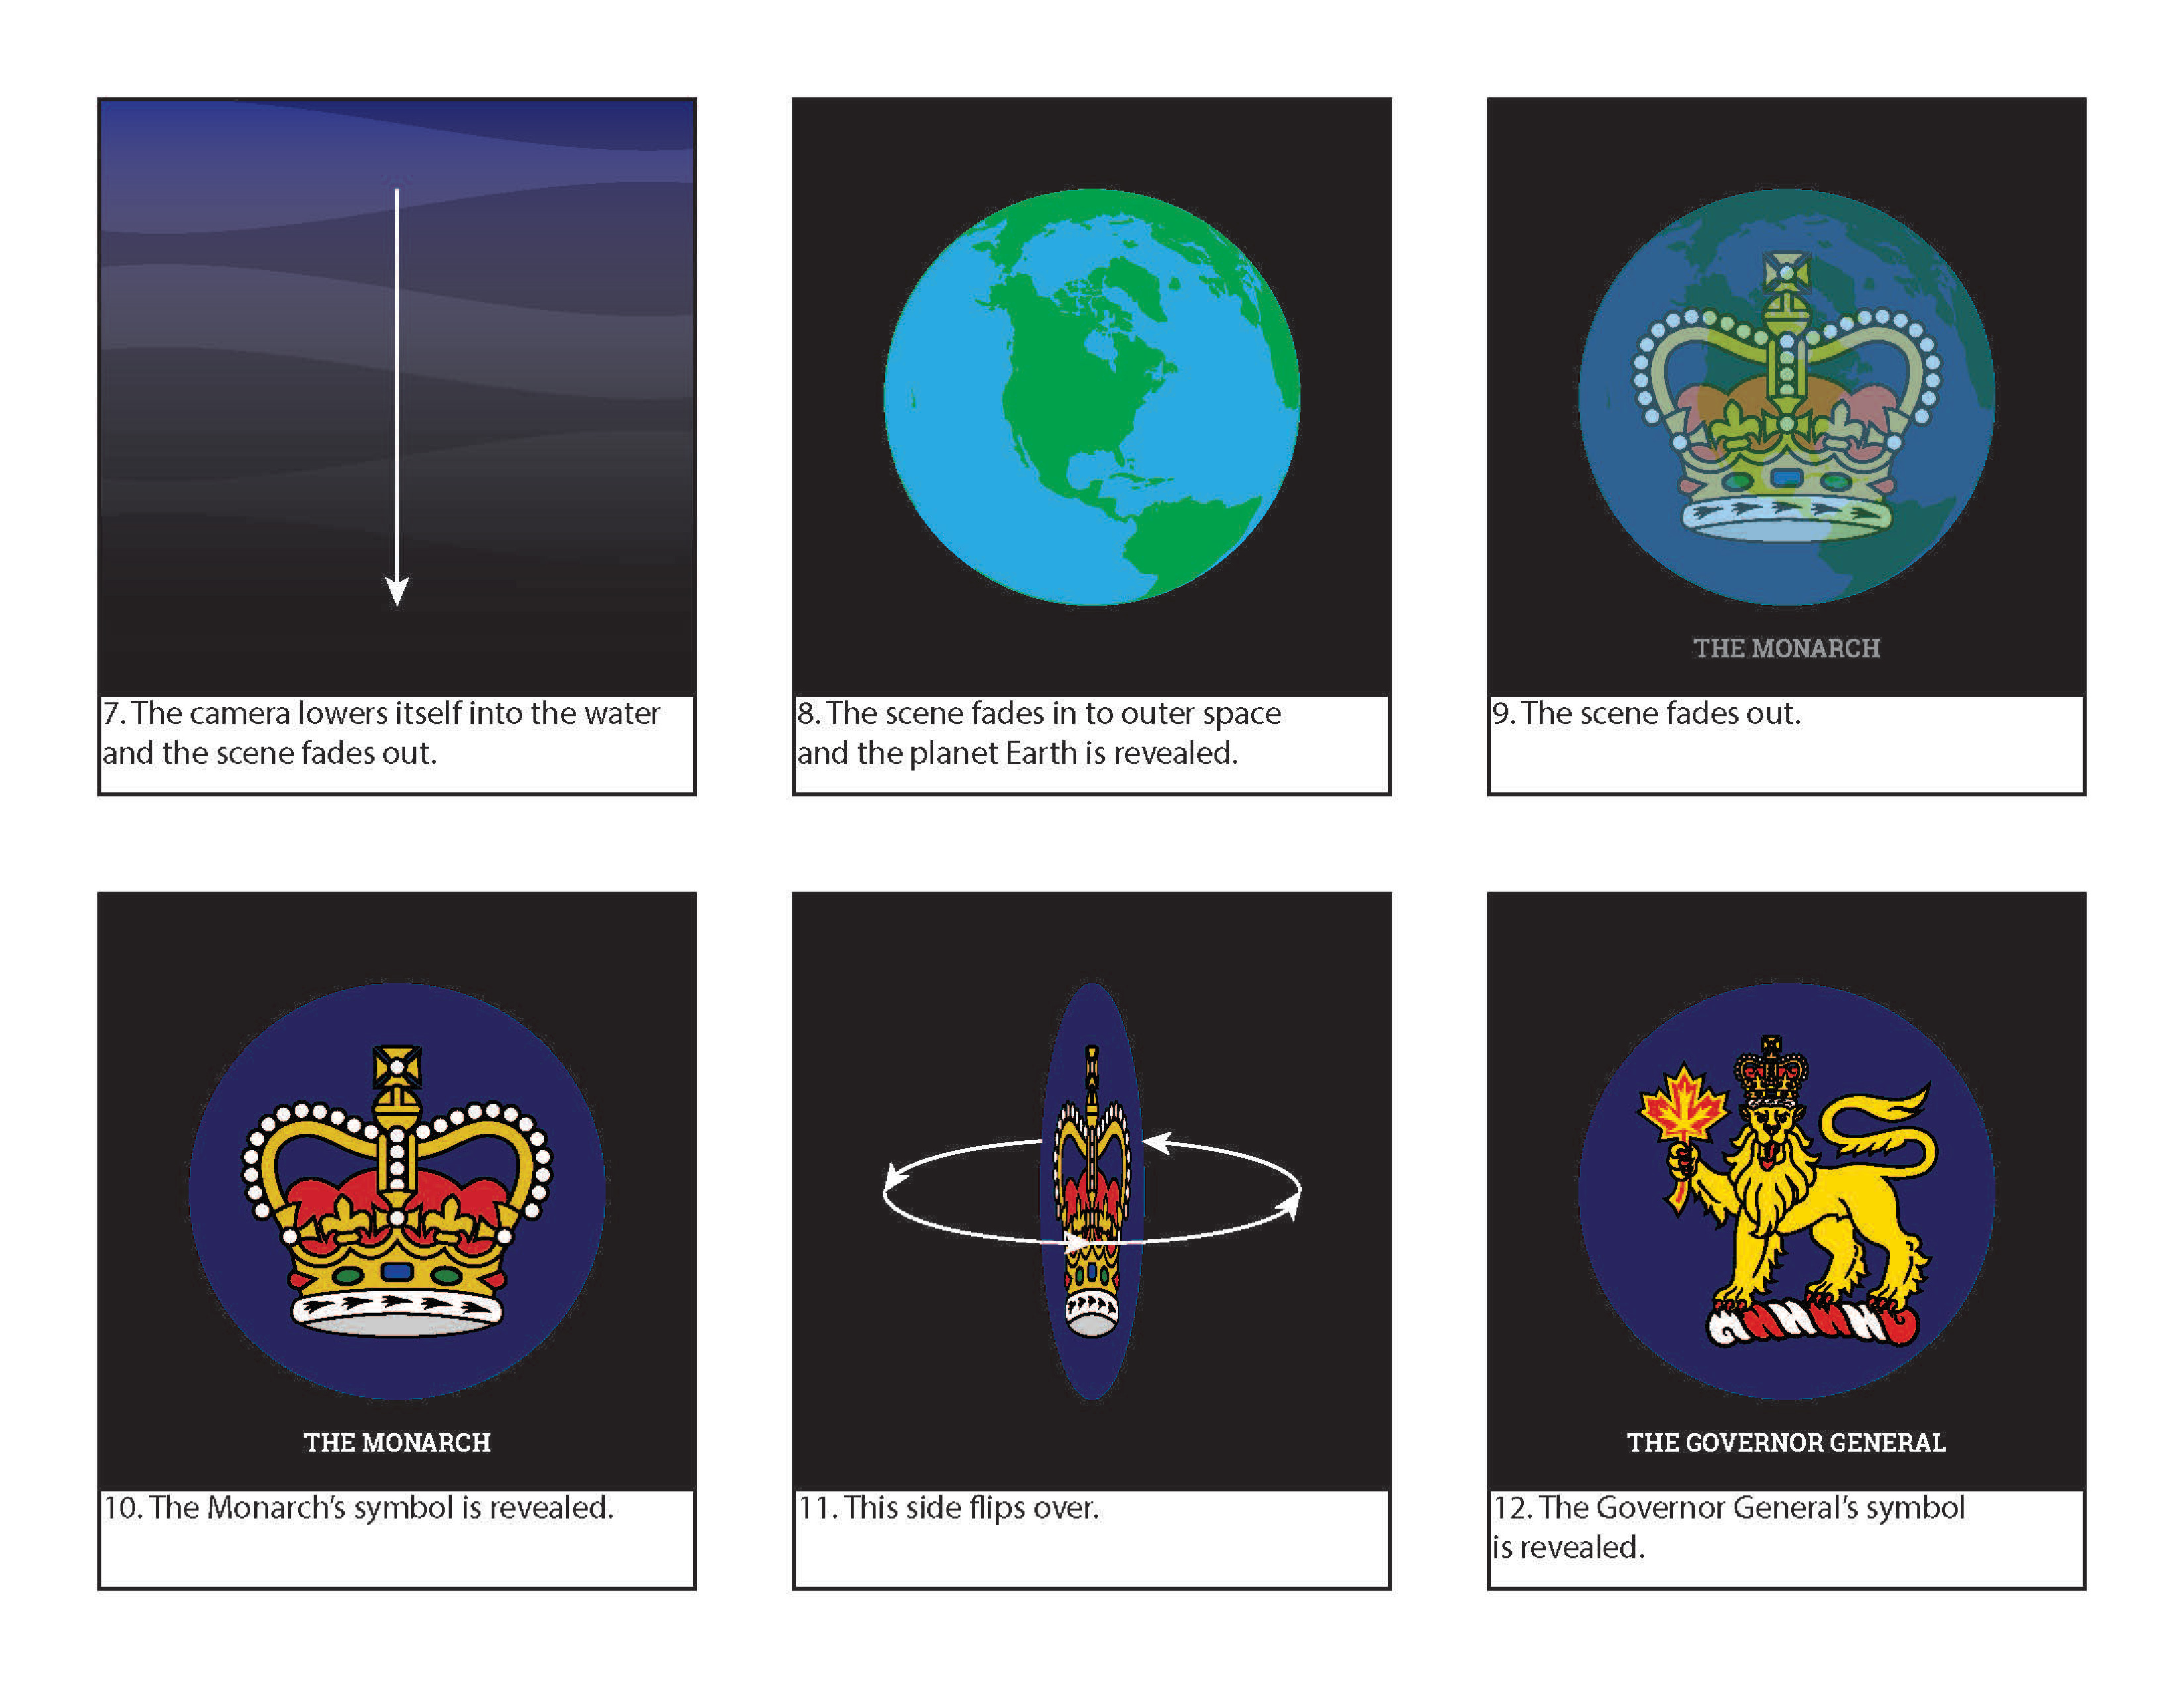 7. The camera lowers itself into the water
and the scene fades out.
8. The scene fades in to outer space
and the planet Earth is revealed.
THE MONARCH
9. The scene fades out.
THE MONARCH
10. The Monarch's symbol is revealed.
11. This side flips over.
THE GOVERNOR GENERAL
12. The Governor General's symbol
is revealed.